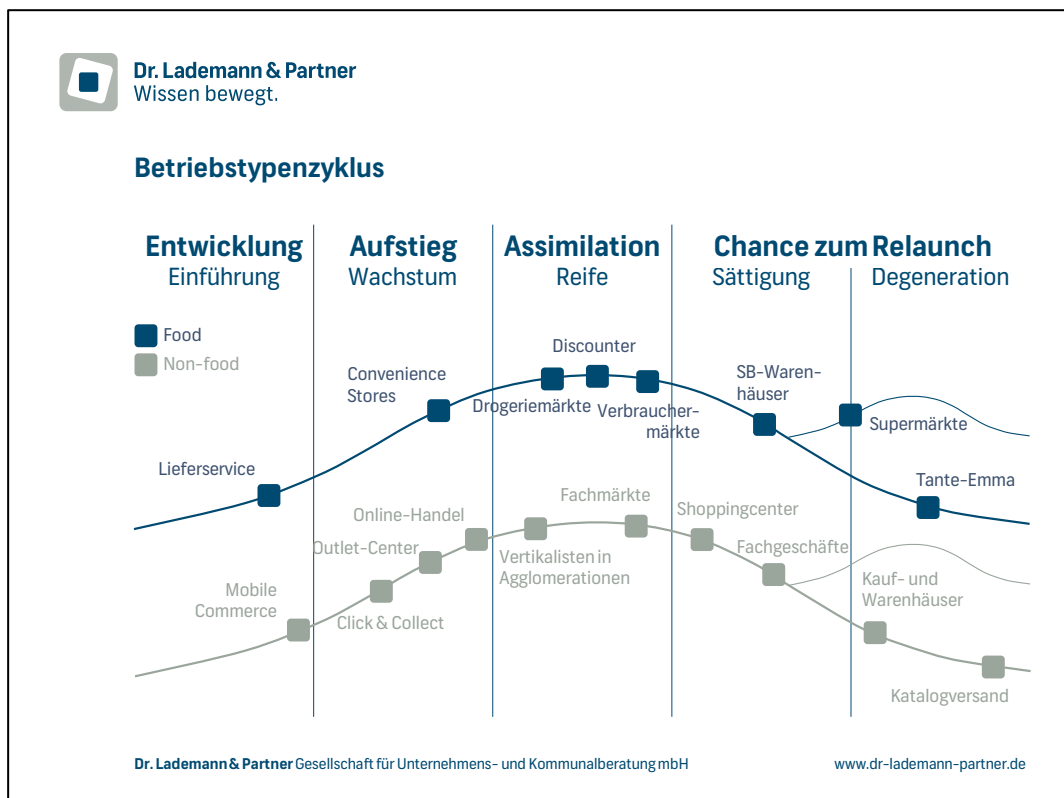 Dr. Lademann & Partner
Wissen bewegt.
Betriebstypenzyklus
Entwicklung
Einführung
Aufstieg
Wachstum
Assimilation
Reife
Chance zum Relaunch
Sättigung
Degeneration
Food
Non-food
Lieferservice
Convenience
Stores
Drogeriemärkte
Discounter
Verbraucher-
märkte
SB-Waren-
häuser
Supermärkte
Tante-Emma
Mobile
Commerce
Click & Collect
Outlet-Center
Online-Handel
Vertikalisten in
Agglomerationen
Fachmärkte
Shoppingcenter
Fachgeschäfte
Kauf- und
Warenhäuser
Katalogversand
Dr. Lademann & Partner Gesellschaft für Unternehmens- und Kommunalberatung mbH
www.dr-lademann-partner.de